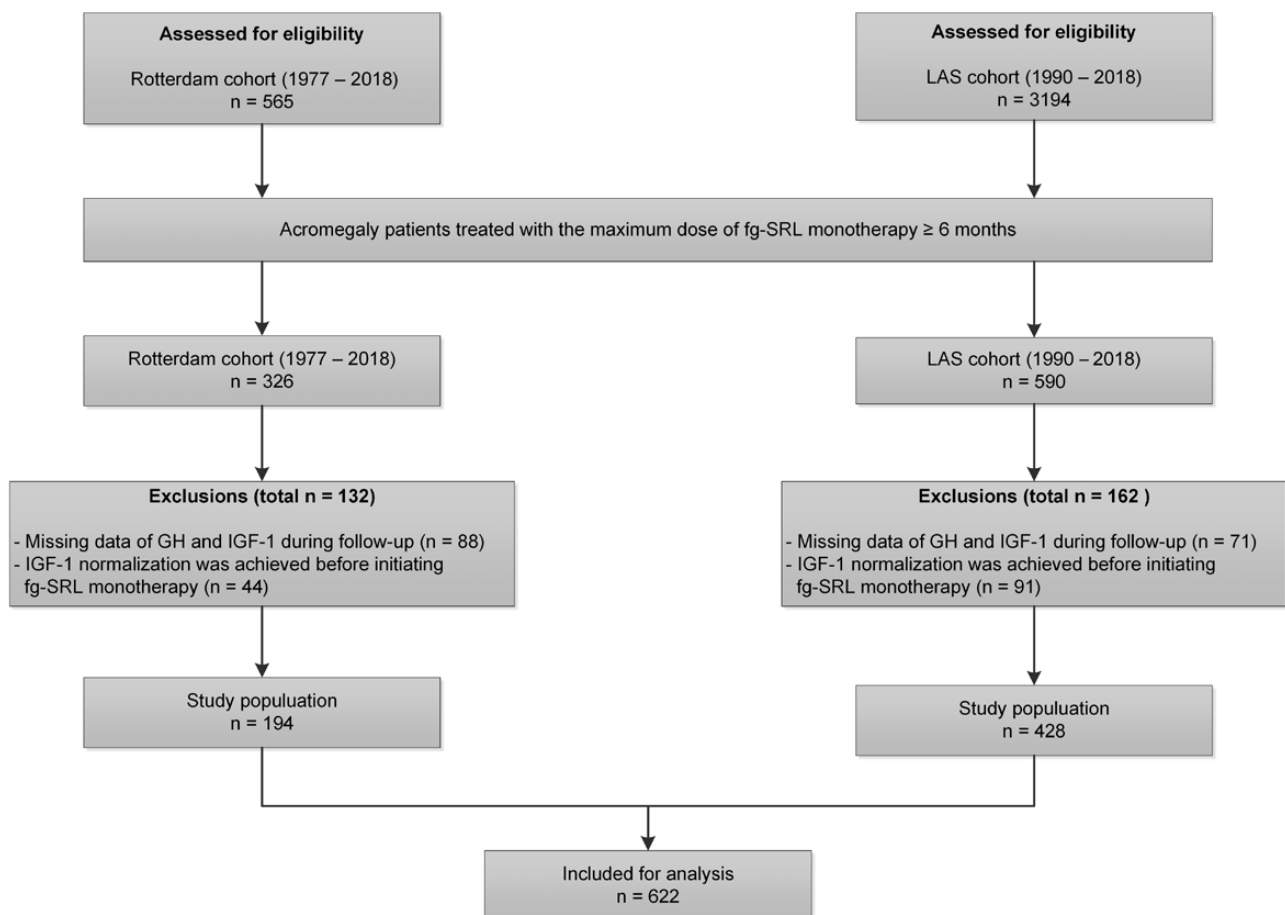 Assessed for eligibility
Rotterdam cohort (1977 – 2018)
n = 565
Assessed for eligibility
LAS cohort (1990 – 2018)
n = 3194
Acromegaly patients treated with the maximum dose of fg-SRL monotherapy ≥ 6 months
Rotterdam cohort (1977 – 2018)
n = 326
LAS cohort (1990 – 2018)
n = 590
Exclusions (total n = 132)
- Missing data of GH and IGF-1 during follow-up (n = 88)
- IGF-1 normalization was achieved before initiating
fg-SRL monotherapy (n = 44)
Exclusions (total n = 162 )
- Missing data of GH and IGF-1 during follow-up (n = 71)
- IGF-1 normalization was achieved before initiating
fg-SRL monotherapy (n = 91)
Study populuation
n = 194
Study populuation
n = 428
Included for analysis
n = 622